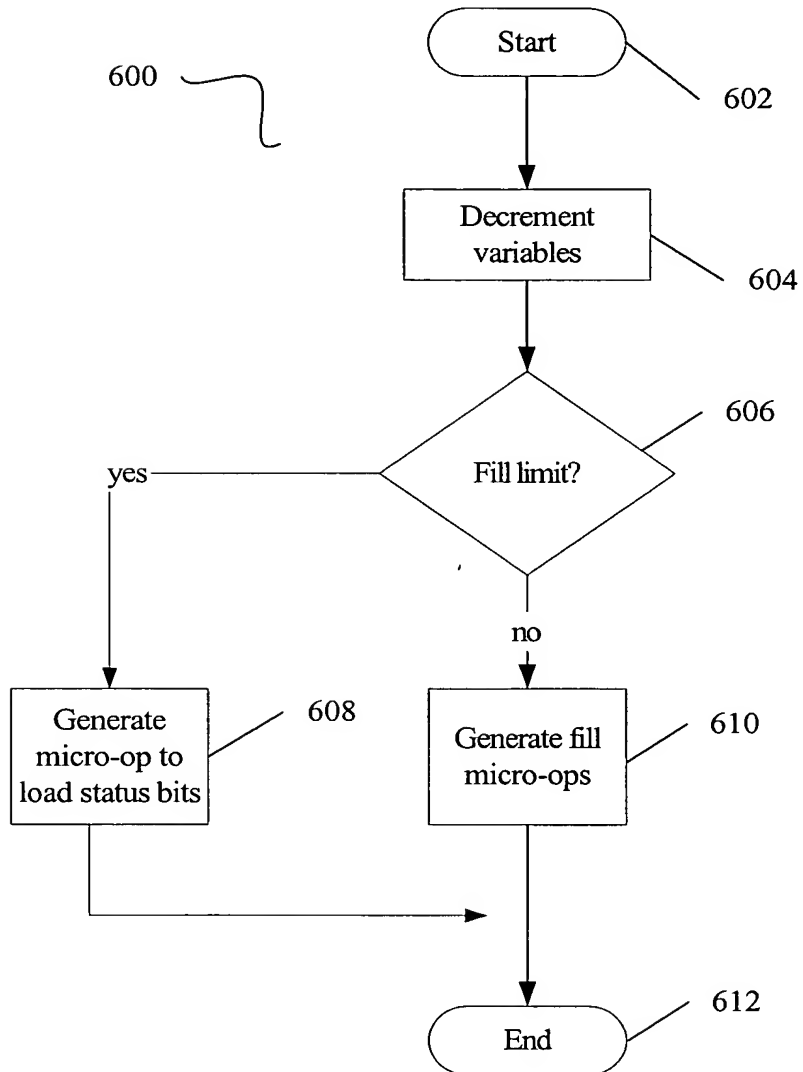 Start
600
602
Decrement
variables
604
606
Fill limit?
yes
no
Generate
micro-op to
load status bits
608
Generate fill
micro-ops
610
612
End